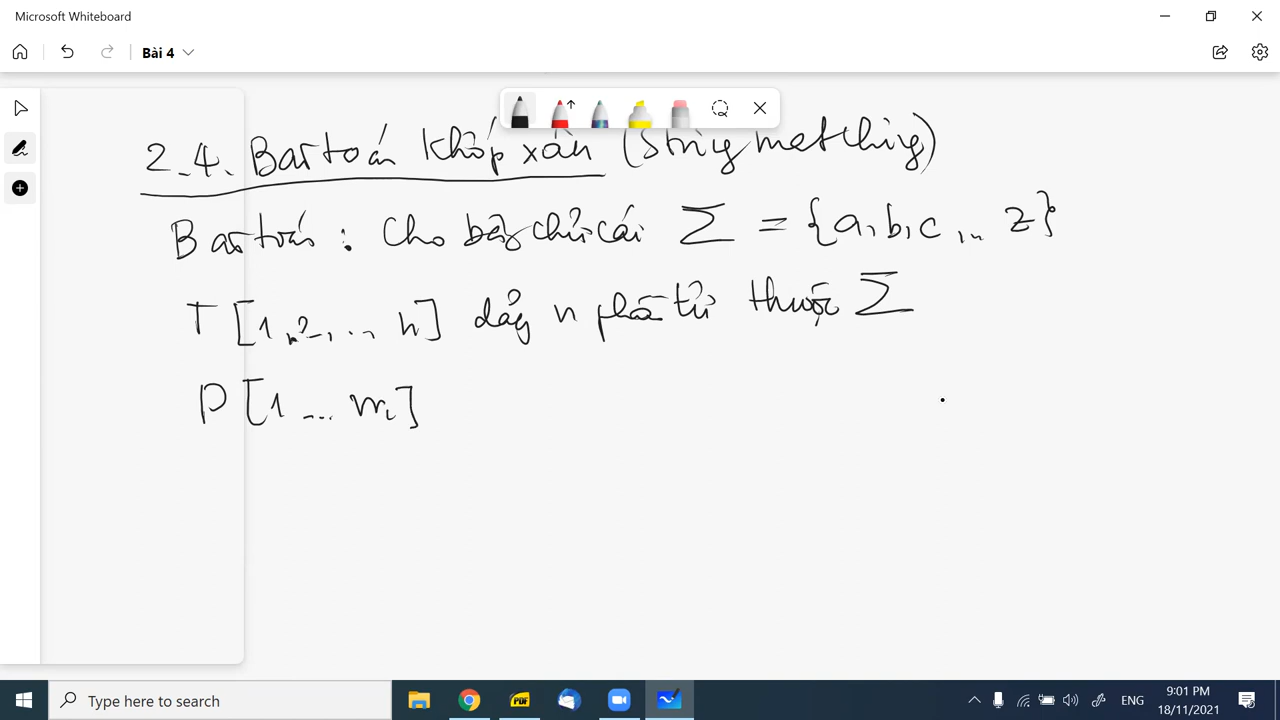 Microsoft Whiteboard
Bài 4
2.4. Bài toán khớp xâu (String matching)
Bài toán: Cho bảng chữ cái Σ = {a, b, c, ... z}
T [1, 2, ... n] dãy n phần tử thuộc Σ
P [1 ... m]
Type here to search
ENG
9:01 PM
18/11/2021